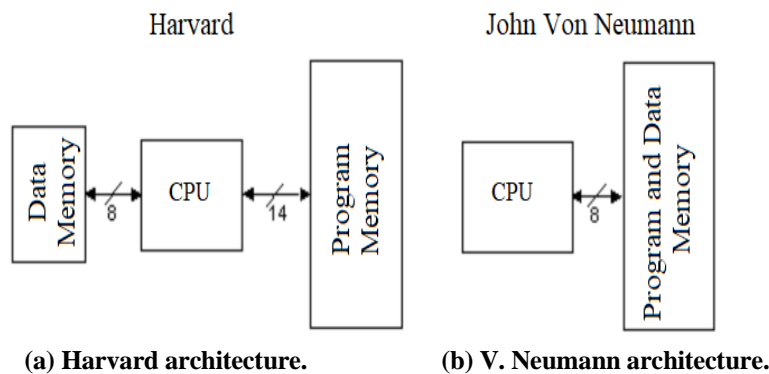 Harvard
John Von Neumann
Data
Memory
8
CPU
14
Program
Memory
CPU
8
Program and Data
Memory
(a) Harvard architecture.
(b) V. Neumann architecture.